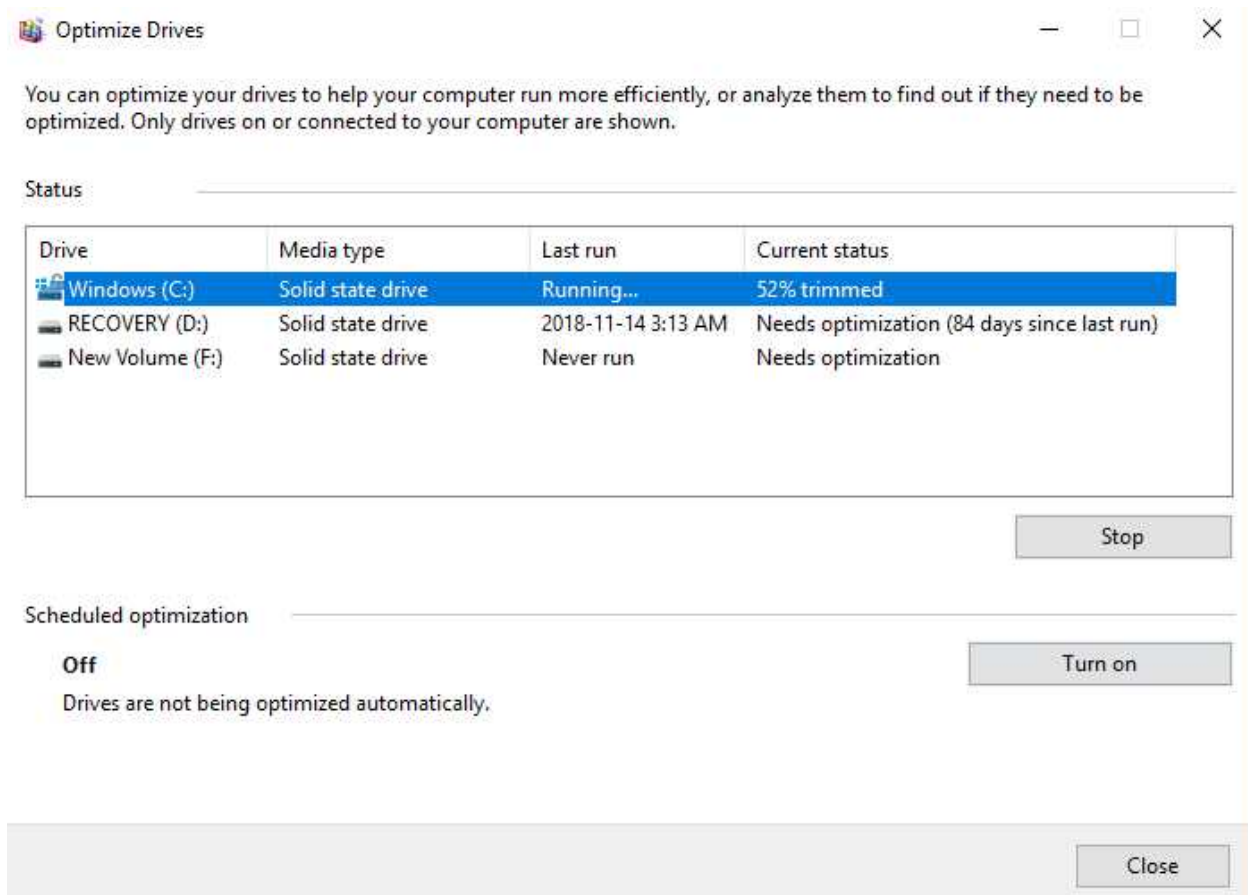 Optimize Drives
You can optimize your drives to help your computer run more efficiently, or analyze them to find out if they need to be
optimized. Only drives on or connected to your computer are shown.
Status
Drive Media type Last run Current status
Windows (C:) Solid state drive Running... 52% trimmed
RECOVERY (D:) Solid state drive 2018-11-14 3:13 AM Needs optimization (84 days since last run)
New Volume (F:) Solid state drive Never run Needs optimization
Stop
Scheduled optimization
Off Turn on
Drives are not being optimized automatically.
Close